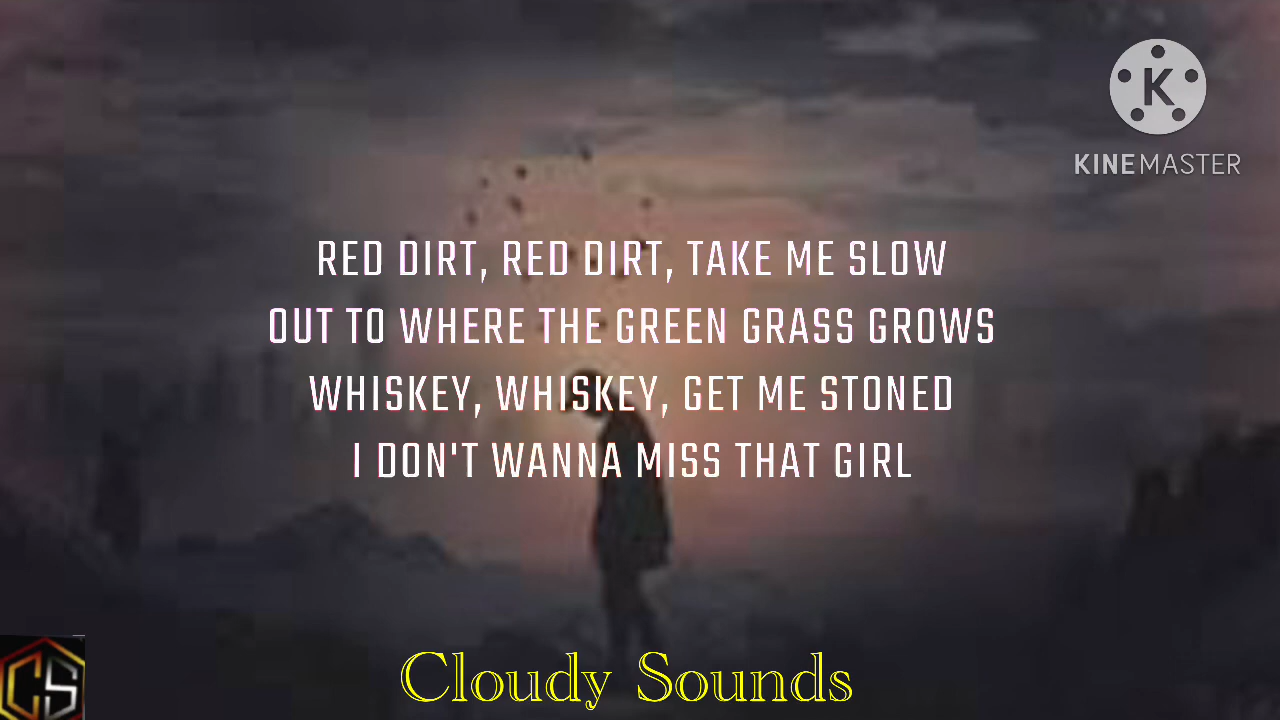 K
KINEMASTER
RED DIRT, RED DIRT, TAKE ME SLOW
OUT TO WHERE THE GREEN GRASS GROWS
WHISKEY, WHISKEY, GET ME STONED
I DON'T WANNA MISS THAT GIRL
Cloudy Sounds
CS